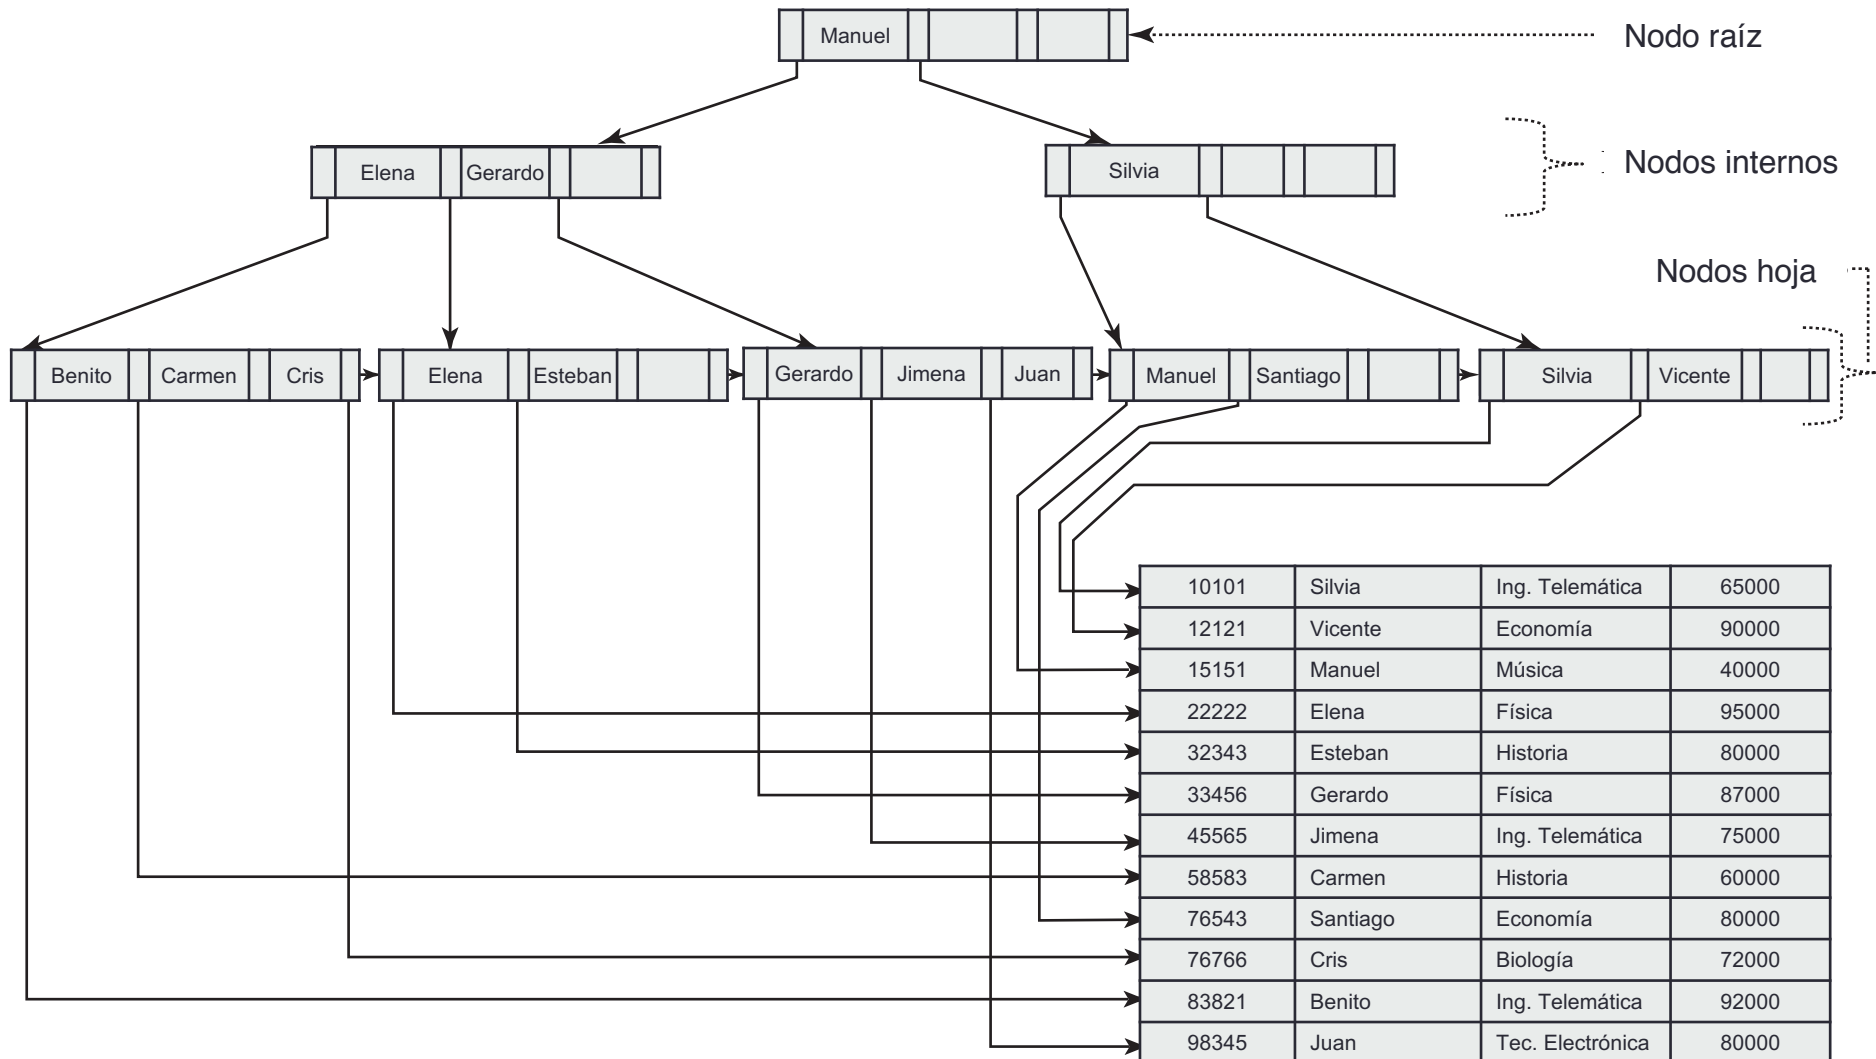 Manuel
Nodo raíz
Elena Gerardo
Silvia
Nodos internos
Nodos hoja
Benito Carmen Cris
Elena Esteban
Gerardo Jimena Juan
Manuel Santiago
Silvia Vicente
10101 Silvia Ing. Telemática 65000
12121 Vicente Economía 90000
15151 Manuel Música 40000
22222 Elena Física 95000
32343 Esteban Historia 80000
33456 Gerardo Física 87000
45565 Jimena Ing. Telemática 75000
58583 Carmen Historia 60000
76543 Santiago Economía 80000
76766 Cris Biología 72000
83821 Benito Ing. Telemática 92000
98345 Juan Tec. Electrónica 80000